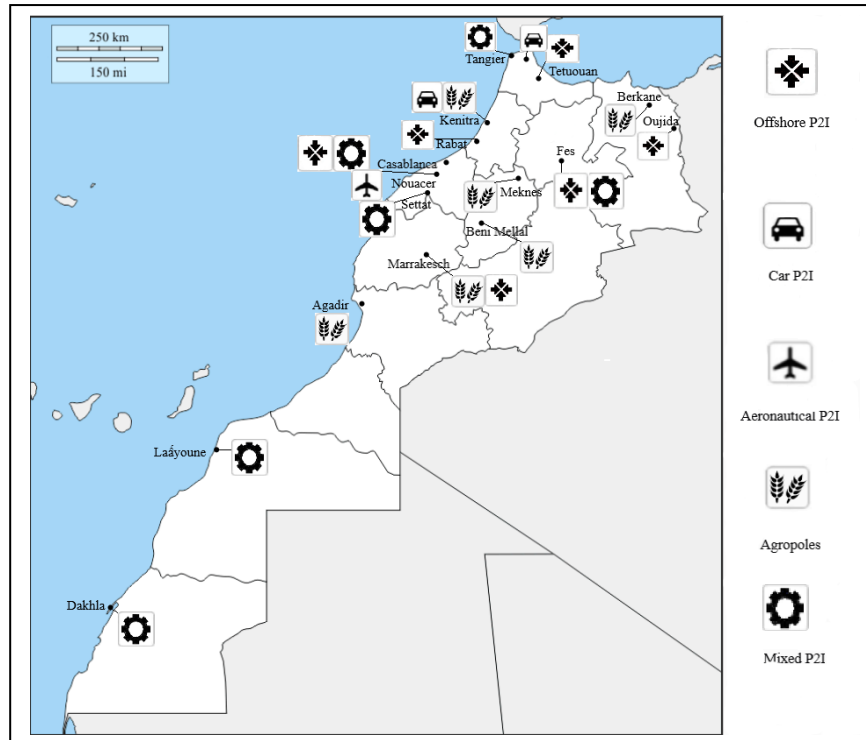 250 km
150 mi
Tangier
Tetuouan
Berkane
Kenitra
Oujida
Rabat
Fes
Casablanca
Nouacer
Meknes
Settat
Beni Mellal
Marrakesch
Agadir
Laâyoune
Dakhla
Offshore P2I
Car P2I
Aeronautical P2I
Agropoles
Mixed P2I